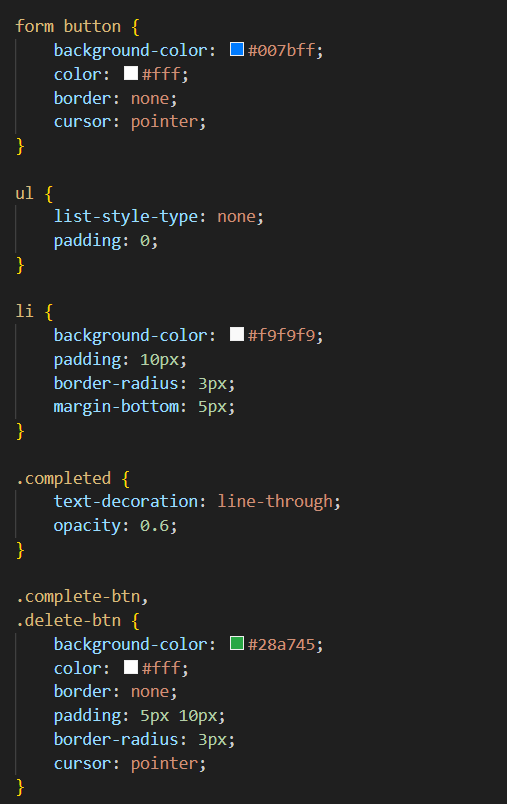 form button {
    background-color: #007bff;
    color: #fff;
    border: none;
    cursor: pointer;
}

ul {
    list-style-type: none;
    padding: 0;
}

li {
    background-color: #f9f9f9;
    padding: 10px;
    border-radius: 3px;
    margin-bottom: 5px;
}

.completed {
    text-decoration: line-through;
    opacity: 0.6;
}

.complete-btn,
.delete-btn {
    background-color: #28a745;
    color: #fff;
    border: none;
    padding: 5px 10px;
    border-radius: 3px;
    cursor: pointer;
}